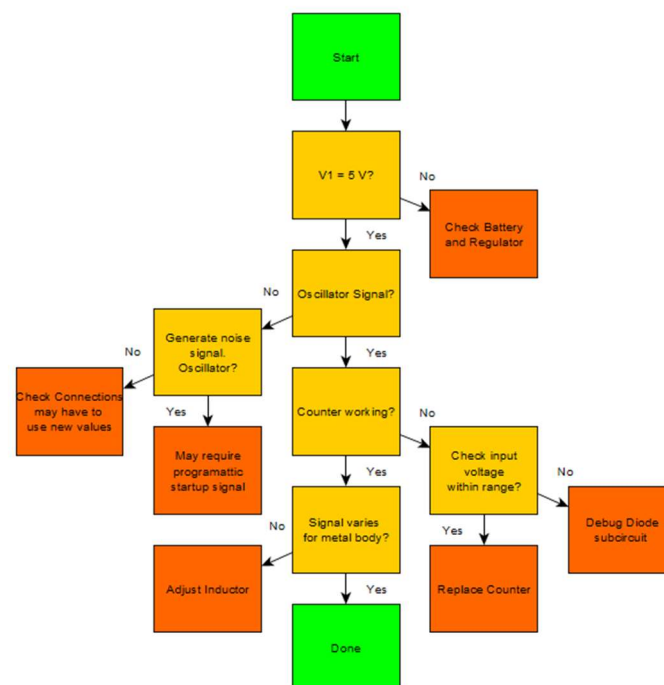 Start
V1 = 5 V?
No
Yes
Check Battery
and Regulator
Oscillator Signal?
No
Yes
Generate noise
signal.
Oscillator?
No
Yes
Check Connections
may have to
use new values
May require
programattic
startup signal
Counter working?
No
Yes
Check input
voltage
within range?
No
Yes
Debug Diode
subcircuit
Replace Counter
Signal varies
for metal body?
No
Yes
Adjust Inductor
Done